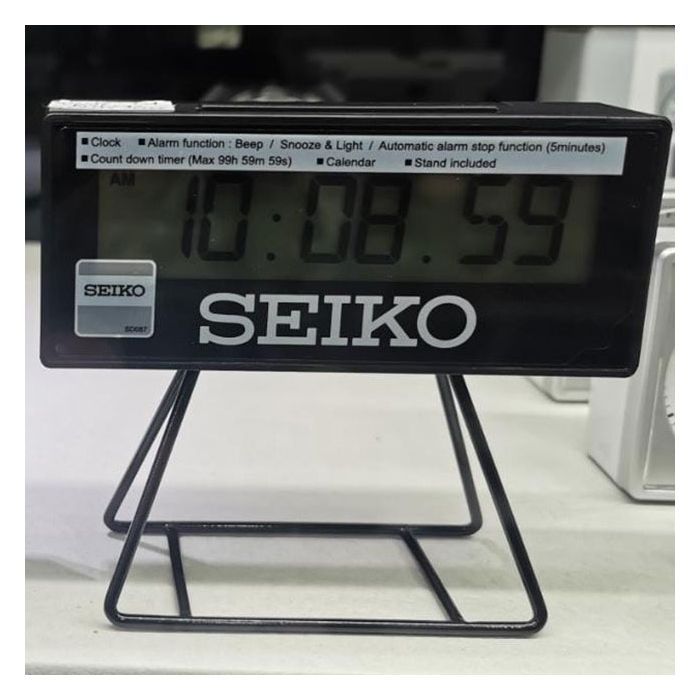 ■ Clock ■ Alarm function : Beep / Snooze & Light / Automatic alarm stop function (5minutes)
■ Count down timer (Max 99h 59m 59s) ■ Calendar ■ Stand included
AM
10:08.59
SEIKO
SEIKO